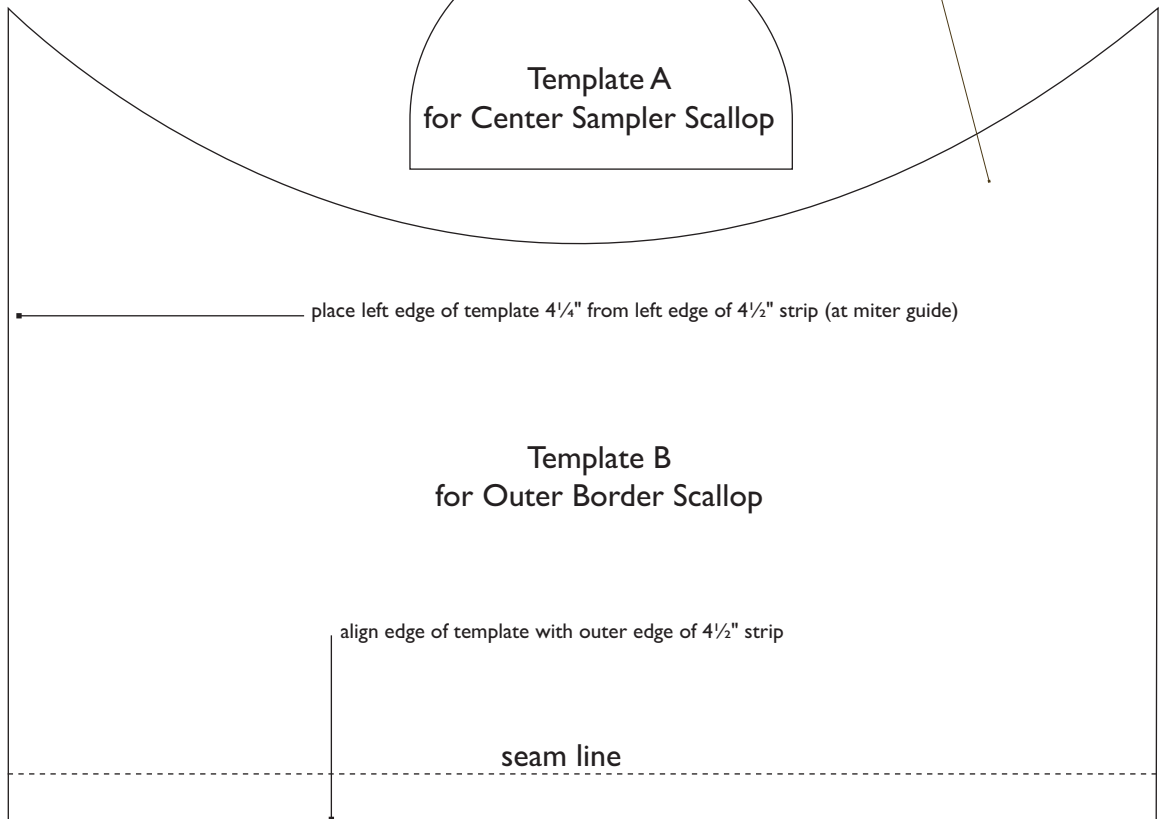 Template A
for Center Sampler Scallop
place left edge of template 4¼" from left edge of 4½" strip (at miter guide)
Template B
for Outer Border Scallop
align edge of template with outer edge of 4½" strip
seam line